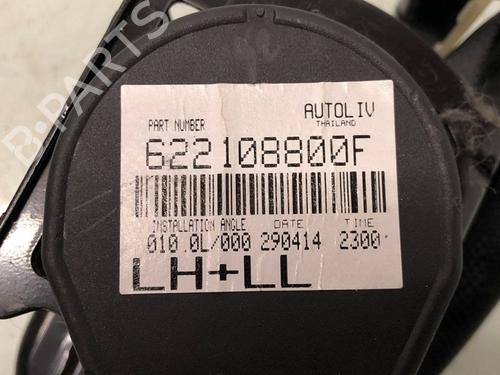 AUTOLIV
THAILAND
PART NUMBER
622108800F
INSTALLATION ANGLE DATE TIME
010.0L/000 290414 2300
LH+LL
B-PARTS